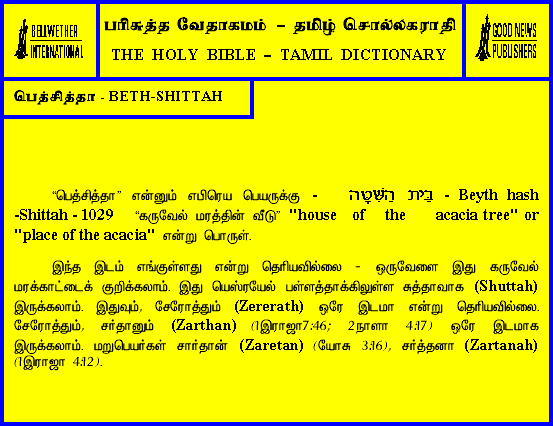 BELLWETHER
INTERNATIONAL
பரிசுத்த வேதாகமம் – தமிழ் சொல்லகராதி
THE HOLY BIBLE – TAMIL DICTIONARY
GOOD NEWS
PUBLISHERS
பெத்சித்தா - BETH-SHITTAH
“பெத்சித்தா” என்னும் எபிரெய பெயருக்கு - בֵּית הַשִּׁטָּה - Beyth hash
-Shittah - 1029 “கருவேல் மரத்தின் வீடு” "house of the acacia tree" or
"place of the acacia" என்று பொருள்.
இந்த இடம் எங்குள்ளது என்று தெரியவில்லை - ஒருவேளை இது கருவேல்
மரக்காட்டைக் குறிக்கலாம். இது யெஸ்ரயேல் பள்ளத்தாக்கிலுள்ள சுத்தாவாக (Shuttah)
இருக்கலாம். இதுவும், சேரோத்தும் (Zererath) ஒரே இடமா என்று தெரியவில்லை.
சேரோத்தும், சர்தானும் (Zarthan) (1இராஜா7:46; 2நாளா 4:17) ஒரே இடமாக
இருக்கலாம். மறுபெயர்கள் சார்தான் (Zaretan) (யோசு 3:16), சர்த்தனா (Zartanah)
(1இராஜா 4:12).